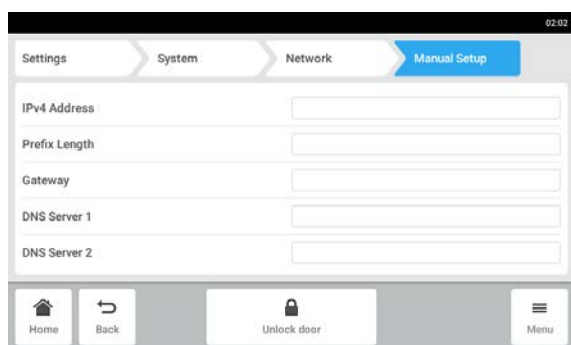 02:02
Settings System Network Manual Setup
IPv4 Address
Prefix Length
Gateway
DNS Server 1
DNS Server 2
Home Back Unlock door Menu